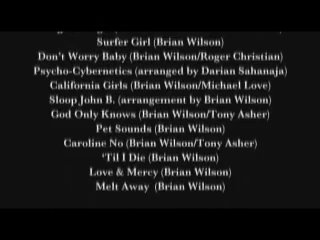 Surfer Girl (Brian Wilson)
Don't Worry Baby (Brian Wilson/Roger Christian)
Psycho-Cybernetics (arranged by Darian Sahanaja)
California Girls (Brian Wilson/Michael Love)
Sloop John B. (arrangement by Brian Wilson)
God Only Knows (Brian Wilson/Tony Asher)
Pet Sounds (Brian Wilson)
Caroline No (Brian Wilson/Tony Asher)
'Til I Die (Brian Wilson)
Love & Mercy (Brian Wilson)
Melt Away (Brian Wilson)